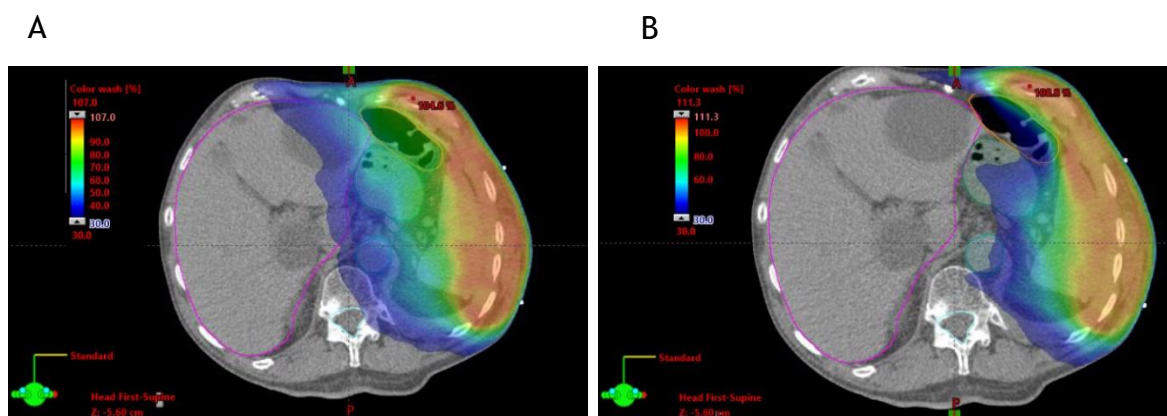 A
B
A
Color wash [%]
107.0
107.0
90.0
80.0
70.0
60.0
50.0
40.0
30.0
30.0
104.6 %
Standard
Head First-Supine
Z: -5.60 cm
P
A
Color wash [%]
111.3
111.3
100.0
80.0
60.0
30.0
30.0
Standard
Head First-Supine
Z: -5.60
P